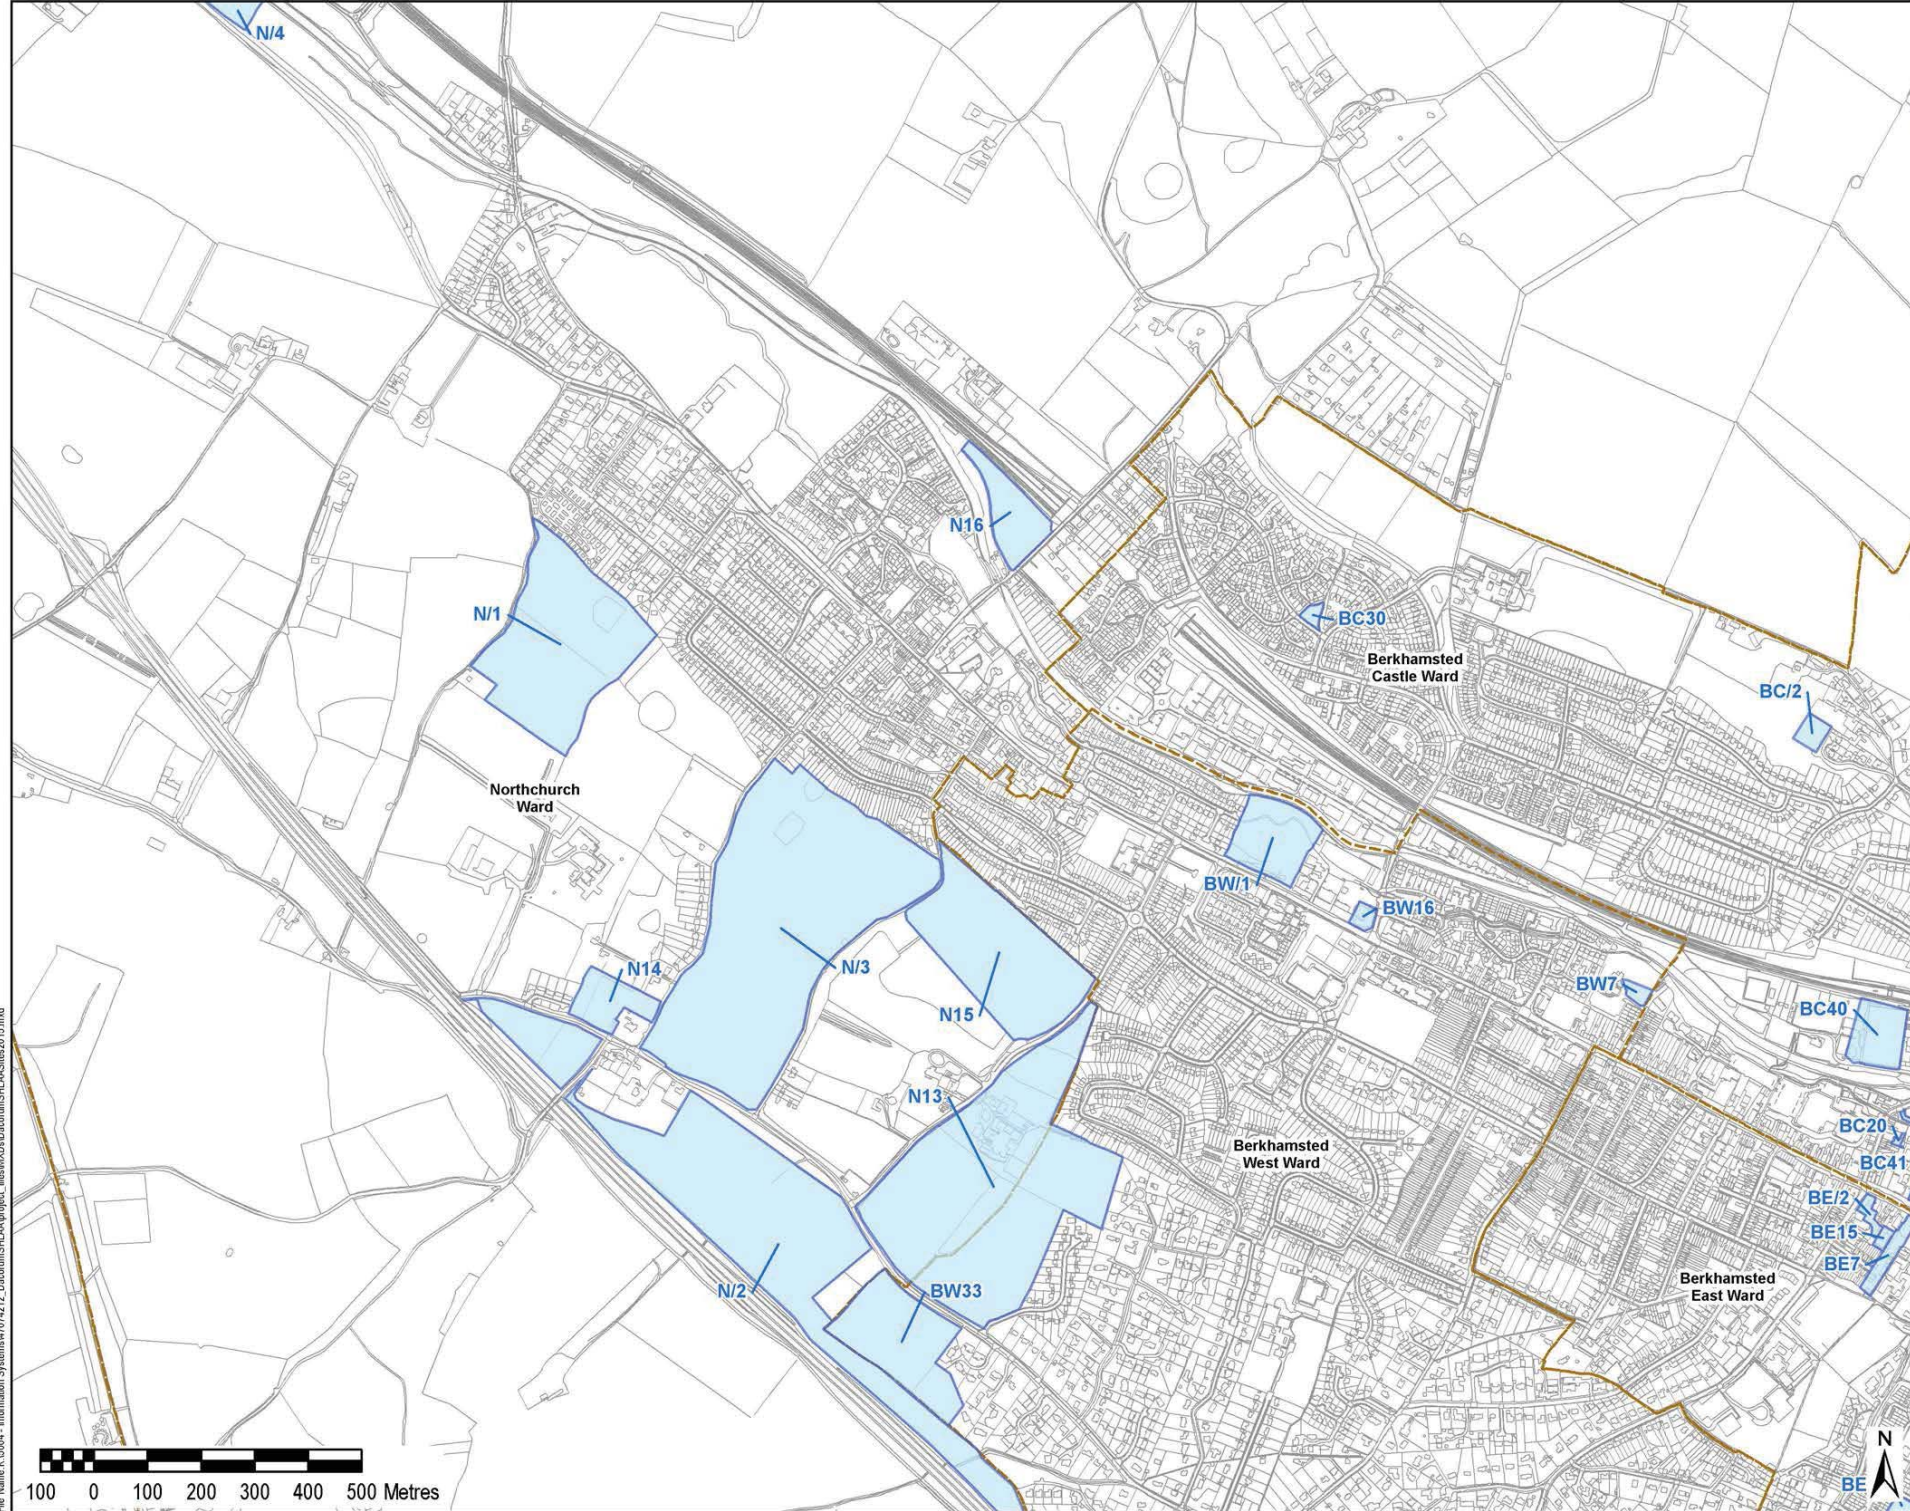 N/4
N16
N/1
BC30
Berkhamsted
Castle Ward
BC/2
Northchurch
Ward
BW/1
BW16
N/3
N14
BW7
N15
BC40
N13
BC20
Berkhamsted
West Ward
BC41
BE/2
BE15
BE7
N/2
BW33
Berkhamsted
East Ward
N
BE
100 0 100 200 300 400 500 Metres